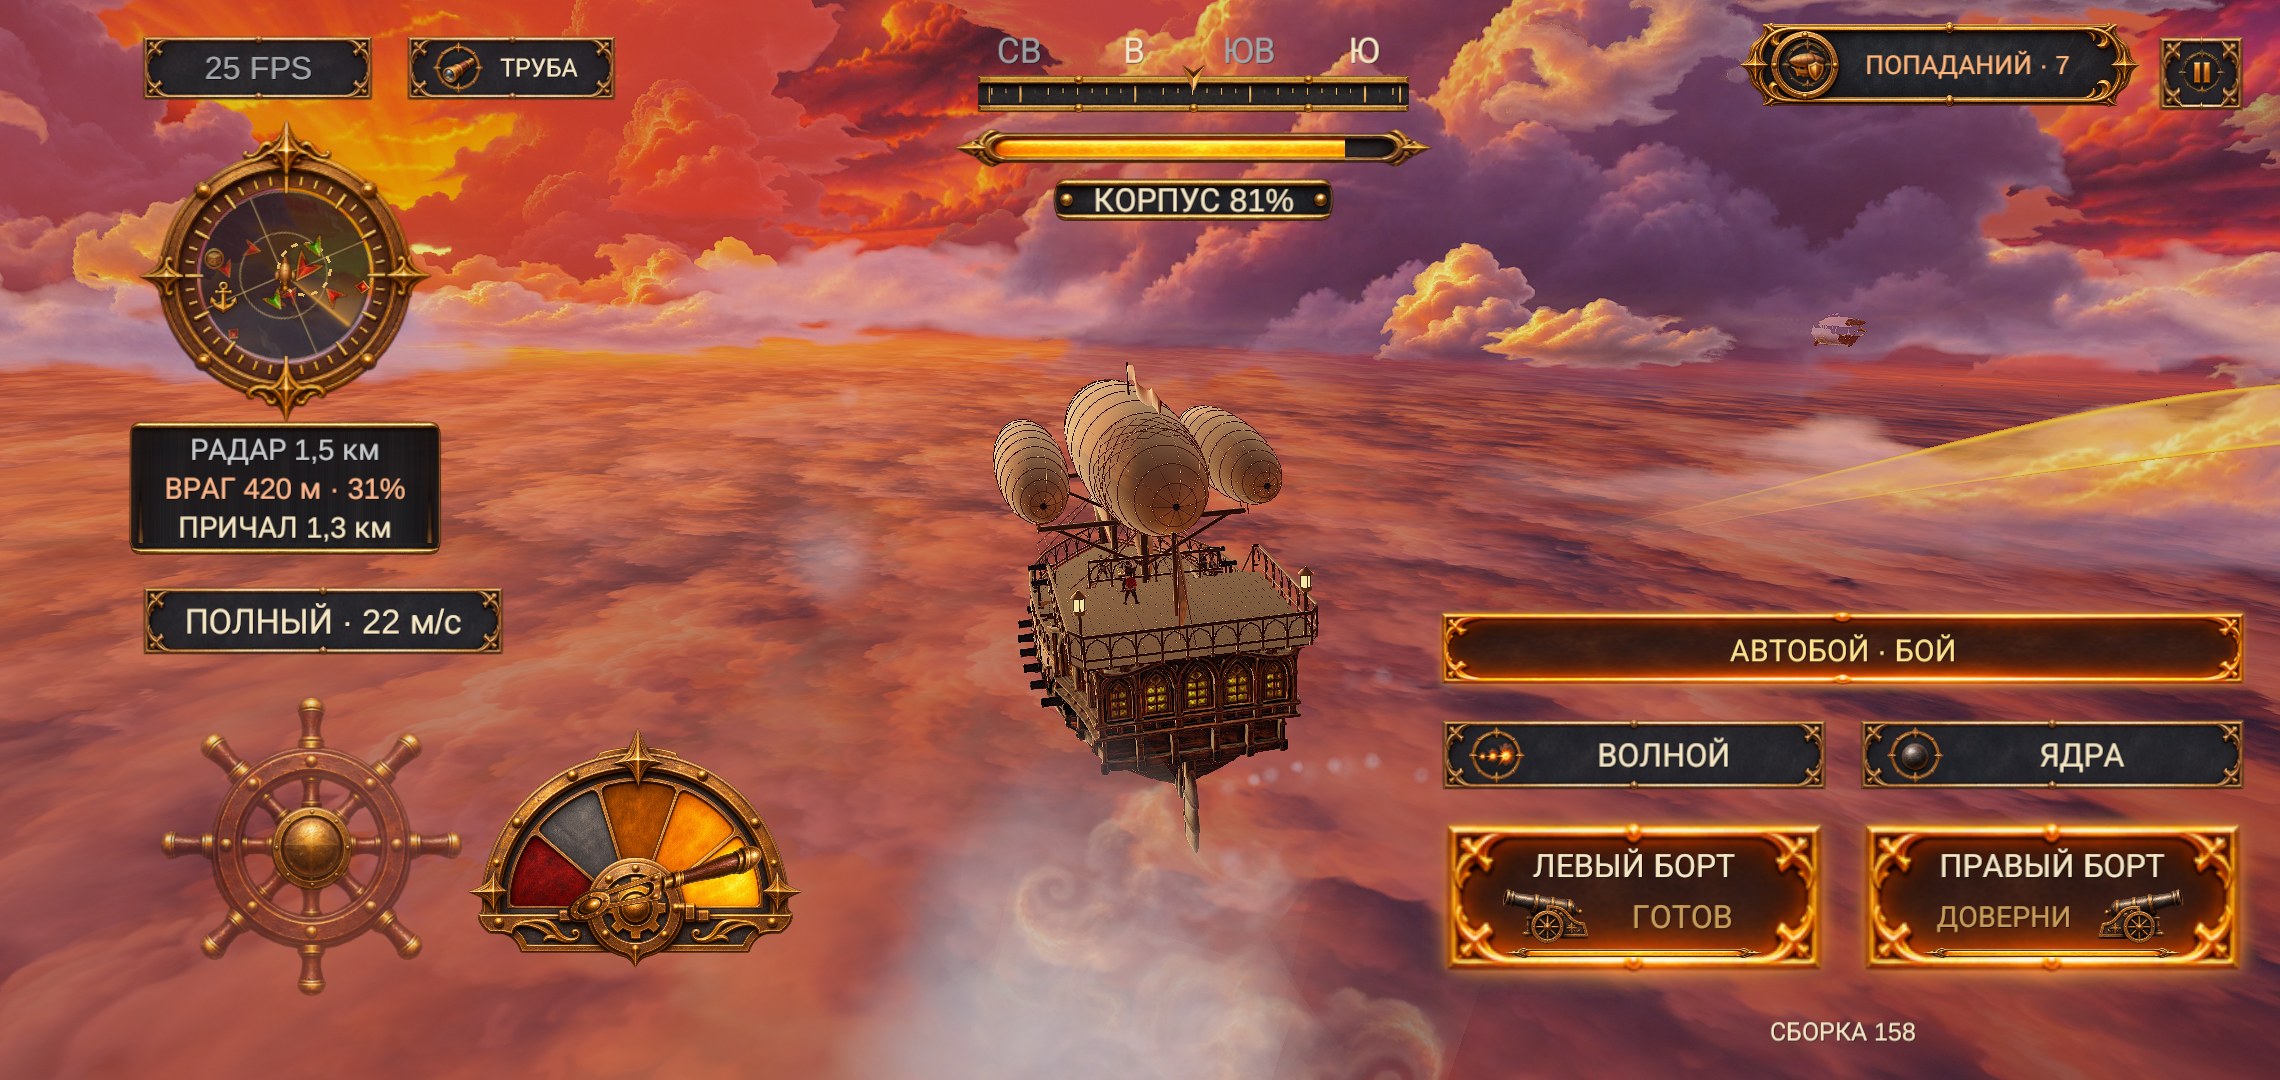 25 FPS
ТРУБА
СВ В ЮВ Ю
ПОПАДАНИЙ · 7
КОРПУС 81%
РАДАР 1,5 км
ВРАГ 420 м · 31%
ПРИЧАЛ 1,3 км
ПОЛНЫЙ · 22 м/с
АВТОБОЙ · БОЙ
ВОЛНОЙ
ЯДРА
ЛЕВЫЙ БОРТ
ГОТОВ
ПРАВЫЙ БОРТ
ДОВЕРНИ
СБОРКА 158